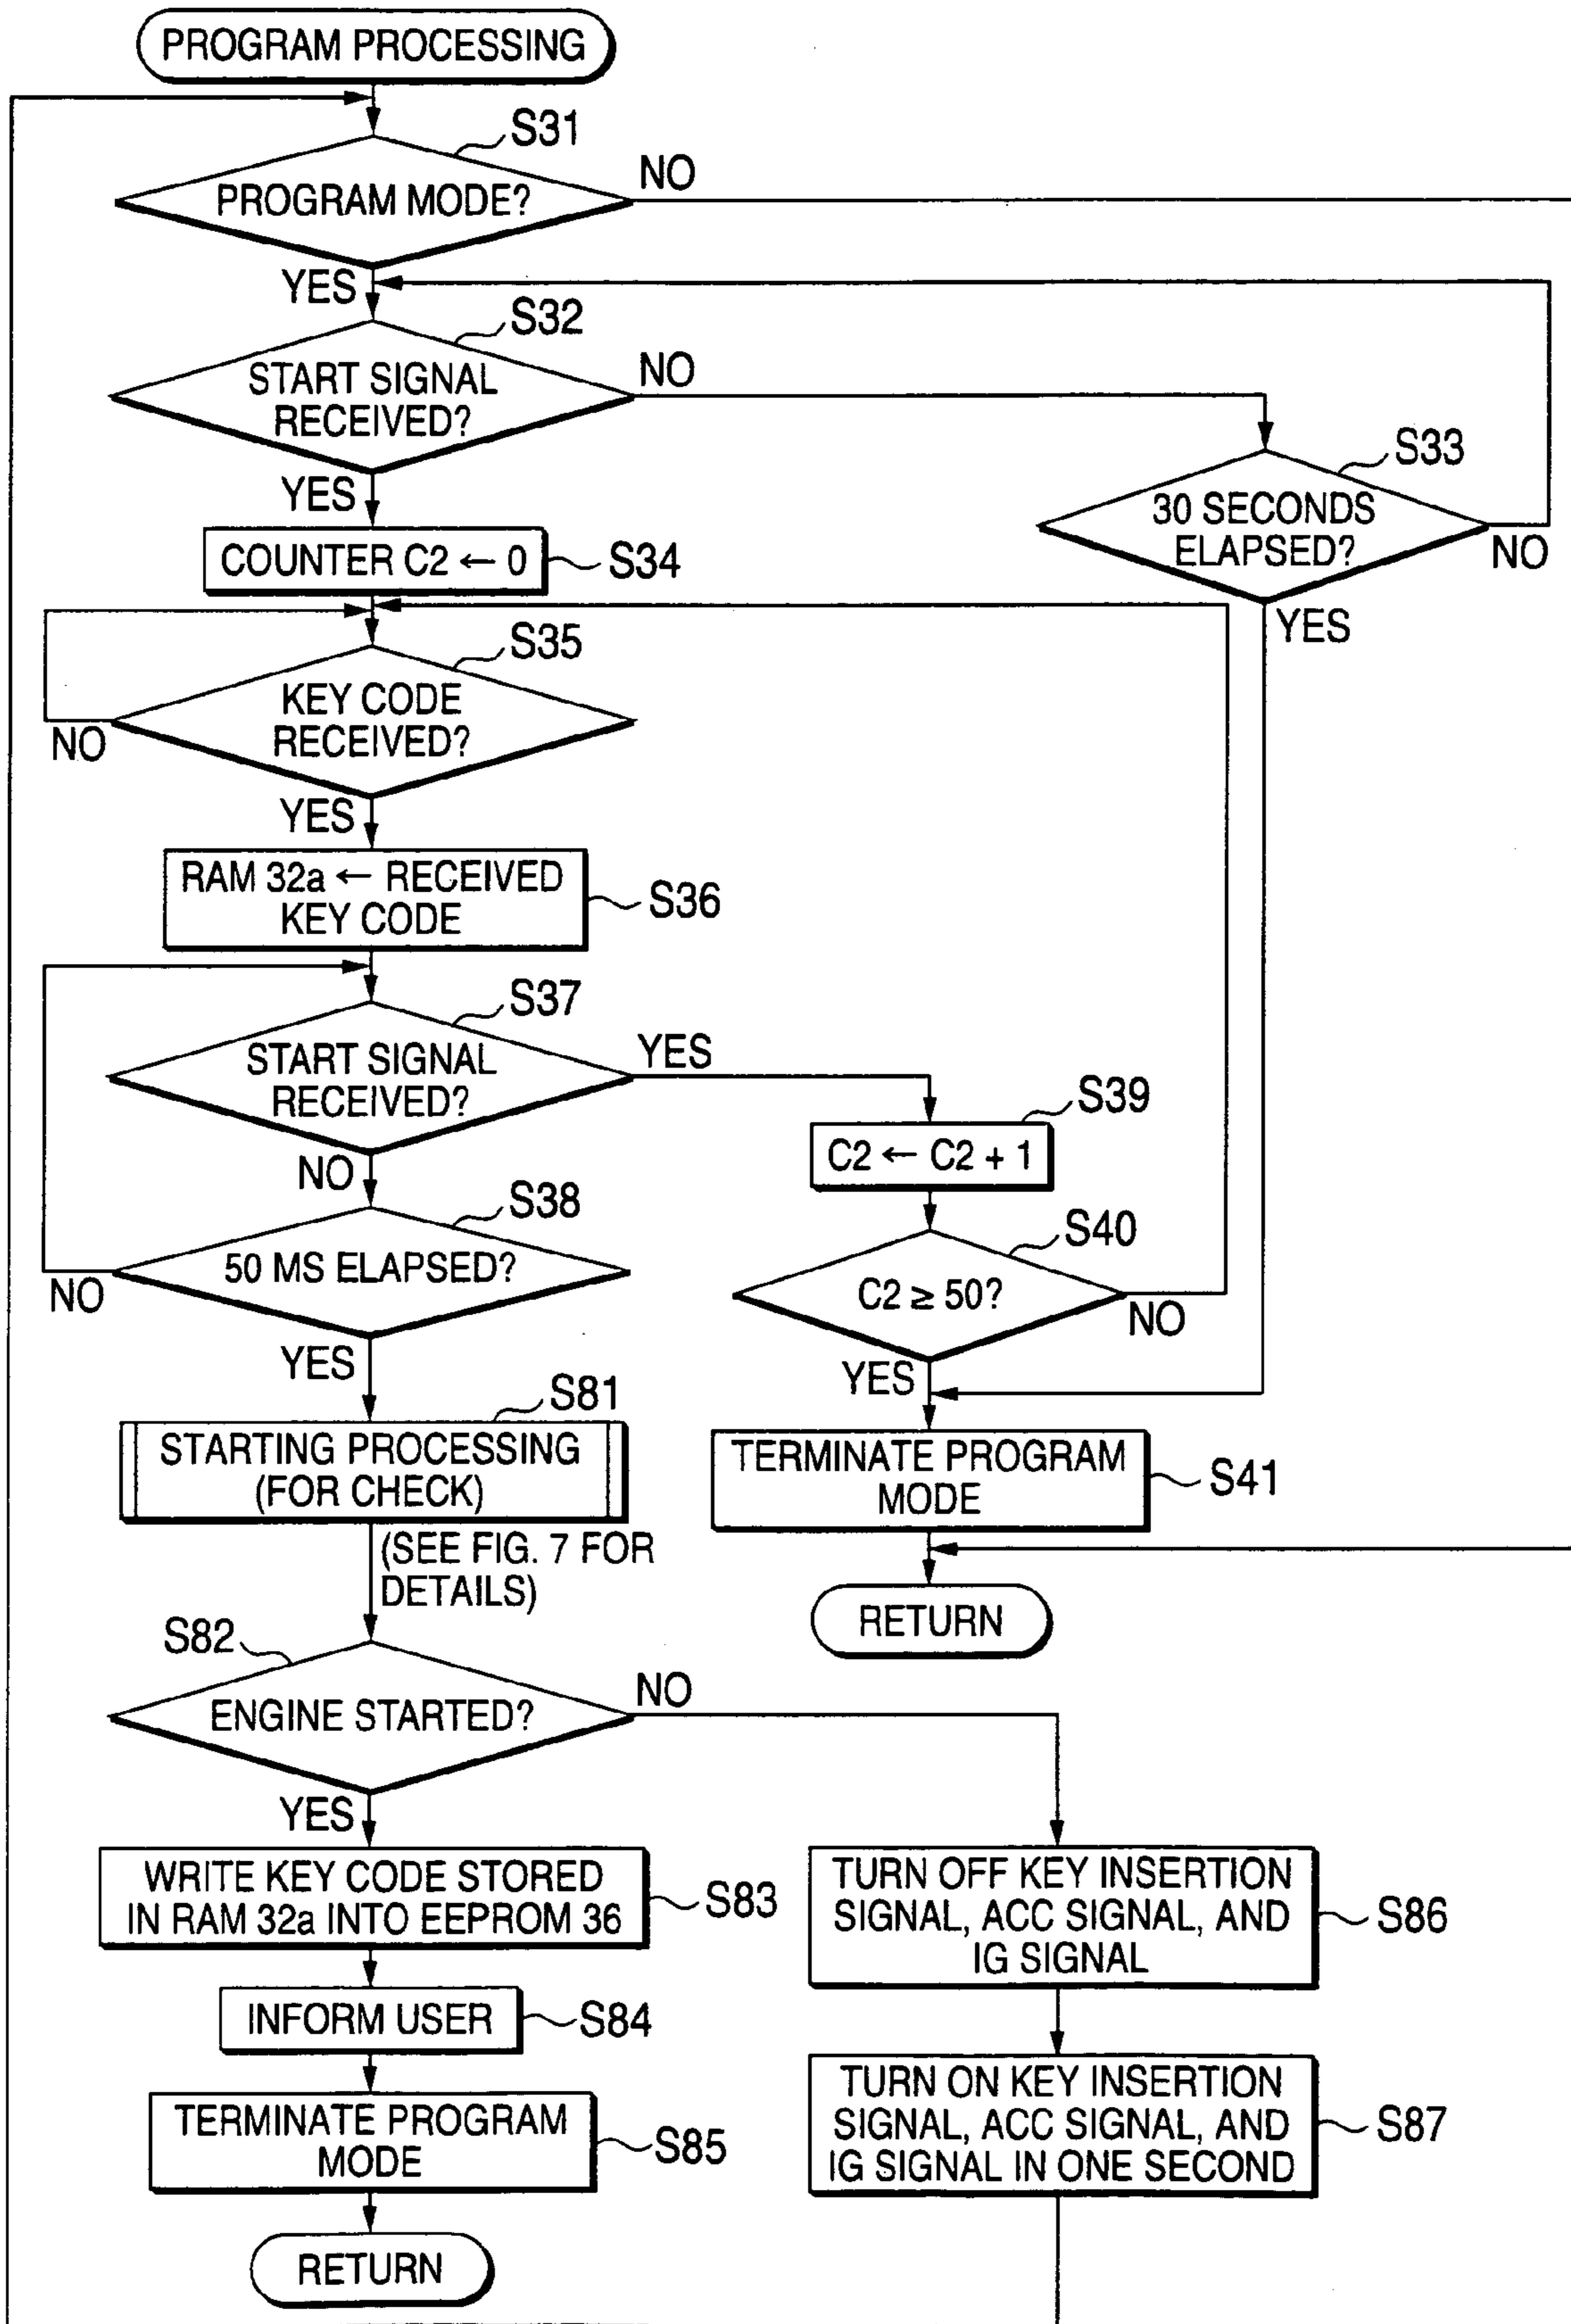 PROGRAM PROCESSING
S31
PROGRAM MODE?
NO
YES
S32
START SIGNAL
RECEIVED?
NO
YES
S33
30 SECONDS
ELAPSED?
NO
YES
COUNTER C2 ← 0
S34
S35
KEY CODE
RECEIVED?
NO
YES
RAM 32a ← RECEIVED
KEY CODE
S36
S37
START SIGNAL
RECEIVED?
YES
NO
S39
C2 ← C2 + 1
S38
50 MS ELAPSED?
NO
YES
S40
C2 ≥ 50?
NO
YES
S81
STARTING PROCESSING
(FOR CHECK)
(SEE FIG. 7 FOR
DETAILS)
TERMINATE PROGRAM
MODE
S41
RETURN
S82
ENGINE STARTED?
NO
YES
WRITE KEY CODE STORED
IN RAM 32a INTO EEPROM 36
S83
INFORM USER
S84
TERMINATE PROGRAM
MODE
S85
RETURN
TURN OFF KEY INSERTION
SIGNAL, ACC SIGNAL, AND
IG SIGNAL
S86
TURN ON KEY INSERTION
SIGNAL, ACC SIGNAL, AND
IG SIGNAL IN ONE SECOND
S87